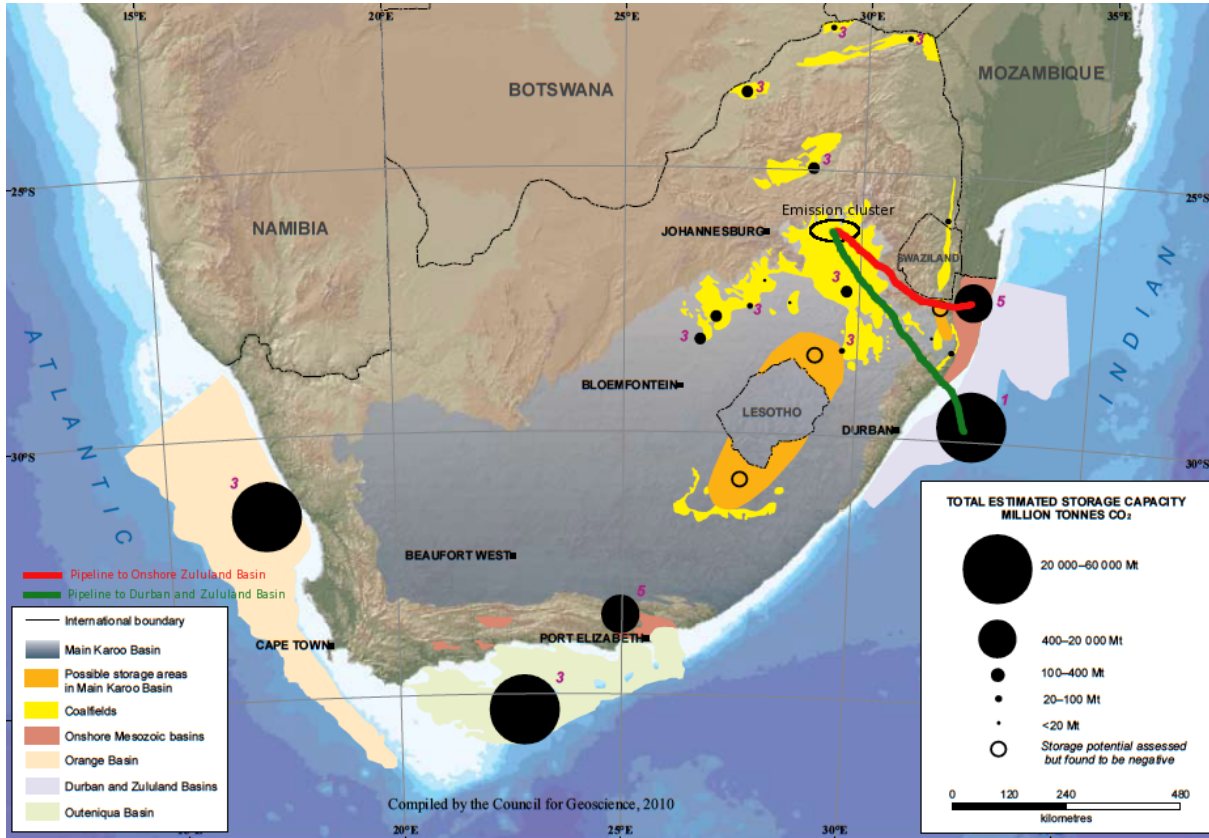 15°E
20°E
25°E
30°E
35°E
3
3
MOZAMBIQUE
BOTSWANA
3
3
25°S
25°S
Emission cluster
NAMIBIA
JOHANNESBURG
SWAZILAND
3
5
3
3
3
ATLANTIC
INDIAN
BLOEMFONTEIN
LESOTHO
1
DURBAN
30°S
30°S
3
BEAUFORT WEST
5
PORT ELIZABETH
CAPE TOWN
3
Pipeline to Onshore Zululand Basin
Pipeline to Durban and Zululand Basin
International boundary
Main Karoo Basin
Possible storage areas
in Main Karoo Basin
Coalfields
Onshore Mesozoic basins
Orange Basin
Durban and Zululand Basins
Outeniqua Basin
TOTAL ESTIMATED STORAGE CAPACITY
MILLION TONNES CO₂
20 000–60 000 Mt
400–20 000 Mt
100–400 Mt
20–100 Mt
<20 Mt
Storage potential assessed
but found to be negative
0 120 240 480
kilometres
Compiled by the Council for Geoscience, 2010
20°E
25°E
30°E